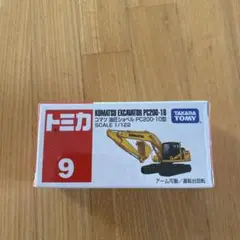 トミカ
9
KOMATSU EXCAVATOR PC200-10
コマツ 油圧ショベル PC200-10型
SCALE 1/122
TAKARA
TOMY
アーム可動/運転台回転